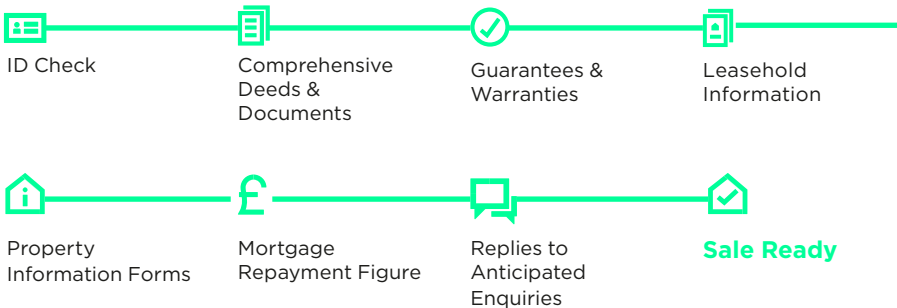 ID Check
Comprehensive
Deeds &
Documents
Guarantees &
Warranties
Leasehold
Information
£
Property
Information Forms
Mortgage
Repayment Figure
Replies to
Anticipated
Enquiries
Sale Ready